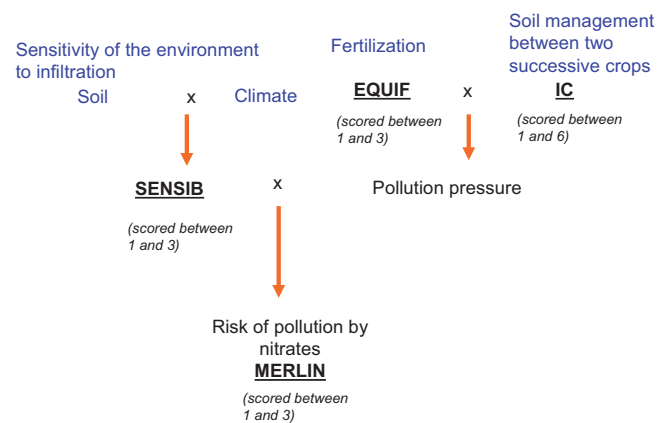 Sensitivity of the environment
to infiltration
Soil x Climate
Fertilization
EQUIF x
(scored between
1 and 3)
Soil management
between two
successive crops
IC
(scored between
1 and 6)
SENSIB x Pollution pressure
(scored between
1 and 3)
Risk of pollution by
nitrates
MERLIN
(scored between
1 and 3)